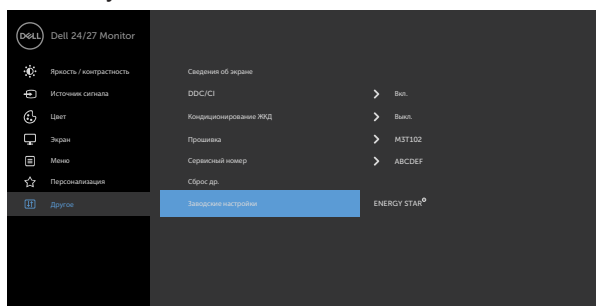 DELL Dell 24/27 Monitor
Яркость / контрастность
Сведения об экране
Источник сигнала
DDC/CI
Вкл.
Цвет
Кондиционирование ЖКД
Выкл.
Экран
Прошивка
M3T102
Меню
Сервисный номер
ABCDEF
Персонализация
Сброс др.
Другое
Заводские настройки
ENERGY STAR